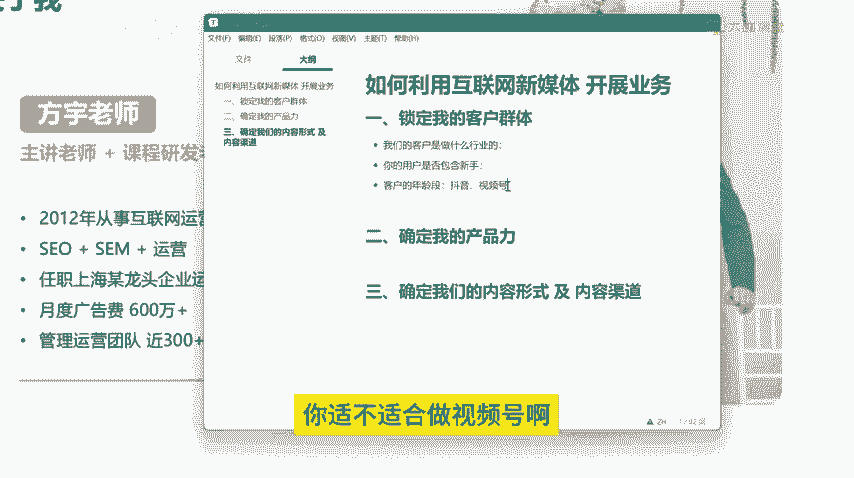 文件(F) 编辑(E) 段落(P) 格式(O) 视图(V) 主题(T) 帮助(H)
文件 大纲
如何利用互联网新媒体 开展业务
一、锁定我的客户群体
二、确定我的产品力
三、确定我们的内容形式 及
内容渠道
如何利用互联网新媒体 开展业务
一、锁定我的客户群体
• 我们的客户是做什么行业的;
• 你的用户是否包含新手;
• 客户的年龄段:抖音、视频号
二、确定我的产品力
三、确定我们的内容形式 及 内容渠道
方宇老师
主讲老师 + 课程研发
• 2012年从事互联网运营
• SEO + SEM + 运营
• 任职上海某龙头企业运
• 月度广告费 600万+
• 管理运营团队 近300+
你适不适合做视频号啊